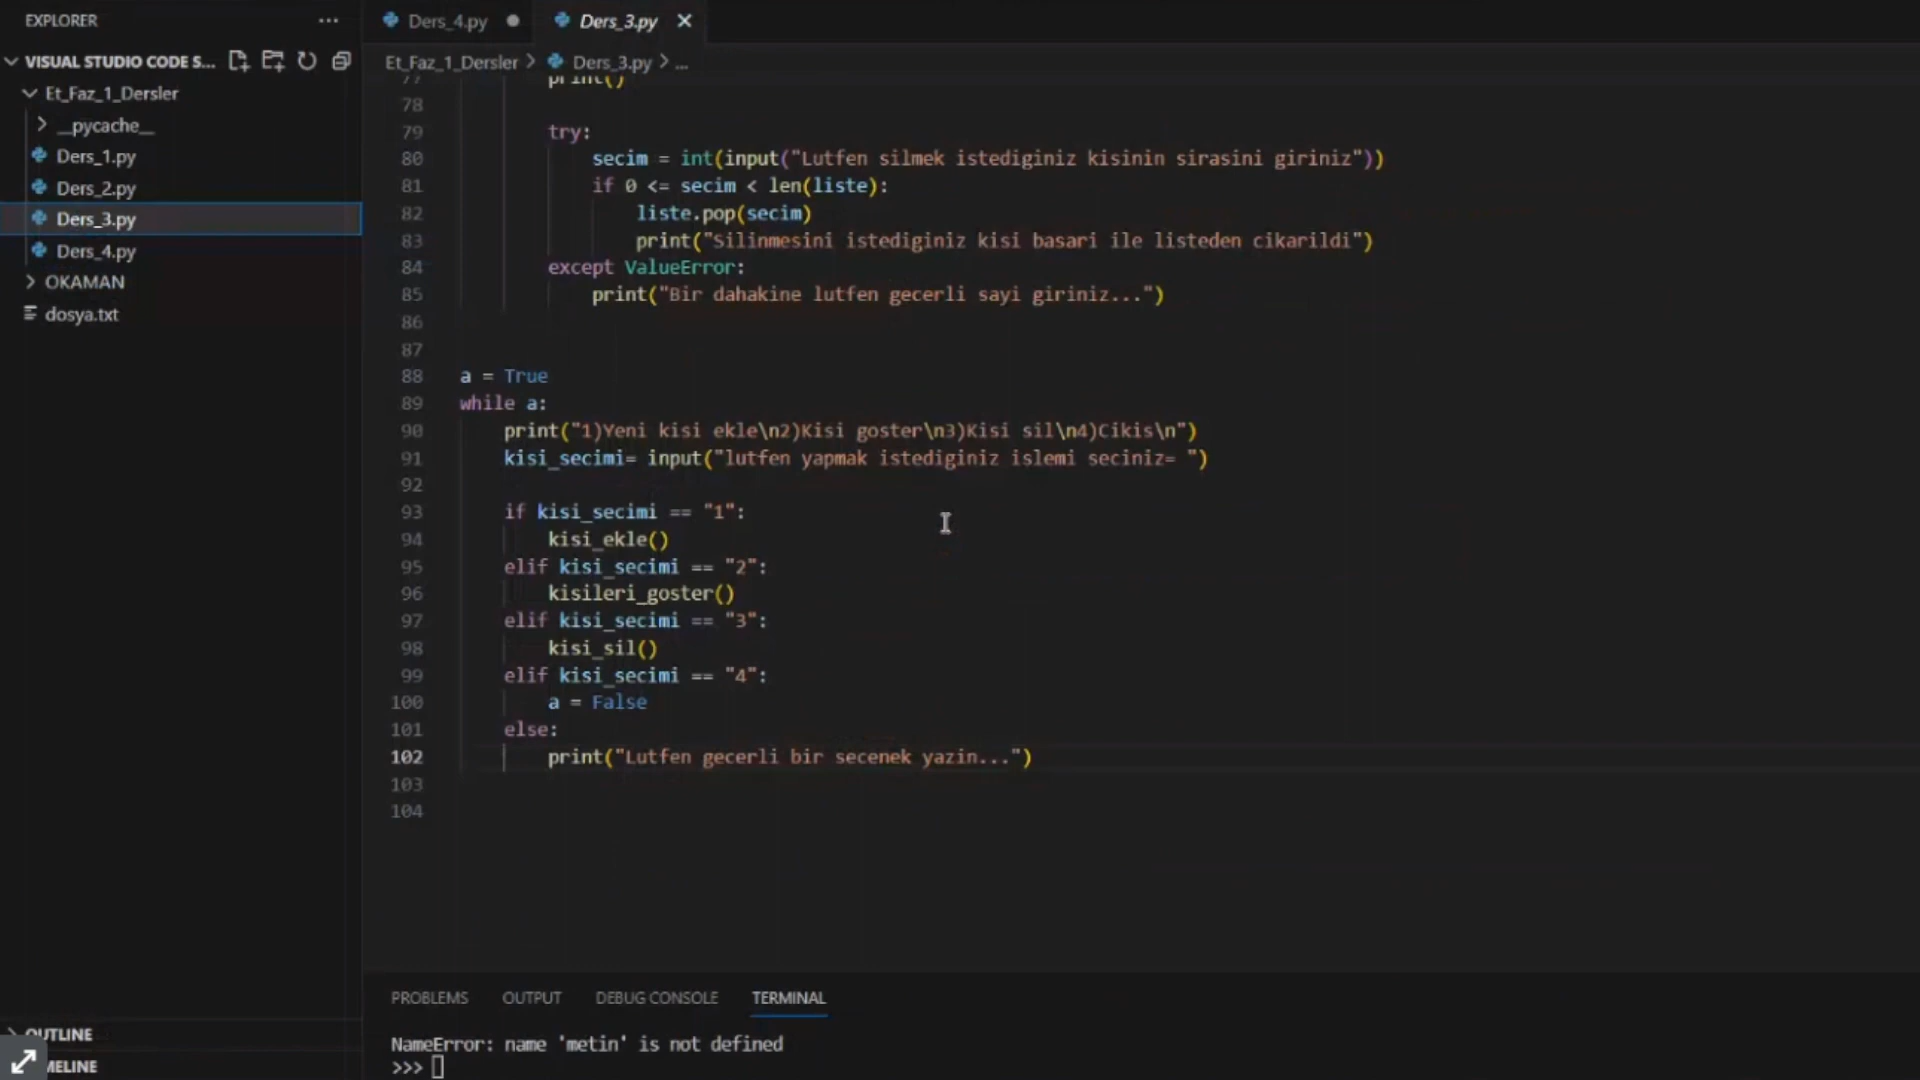 EXPLORER
Ders_4.py
Ders_3.py
VISUAL STUDIO CODE S...
Et_Faz_1_Dersler > Ders_3.py > ...
Et_Faz_1_Dersler
__pycache__
Ders_1.py
Ders_2.py
Ders_3.py
Ders_4.py
OKAMAN
dosya.txt
77 print()
78
79 try:
80 secim = int(input("Lutfen silmek istediginiz kisinin sirasini giriniz"))
81 if 0 <= secim < len(liste):
82 liste.pop(secim)
83 print("Silinmesini istediginiz kisi basari ile listeden cikarildi")
84 except ValueError:
85 print("Bir dahakine lutfen gecerli sayi giriniz...")
86
87
88 a = True
89 while a:
90 print("1)Yeni kisi ekle\n2)Kisi goster\n3)Kisi sil\n4)Cikis\n")
91 kisi_secimi= input("lutfen yapmak istediginiz islemi seciniz= ")
92
93 if kisi_secimi == "1":
94 kisi_ekle()
95 elif kisi_secimi == "2":
96 kisileri_goster()
97 elif kisi_secimi == "3":
98 kisi_sil()
99 elif kisi_secimi == "4":
100 a = False
101 else:
102 print("Lutfen gecerli bir secenek yazin...")
103
104
PROBLEMS OUTPUT DEBUG CONSOLE TERMINAL
NameError: name 'metin' is not defined
>>>
OUTLINE
MELINE